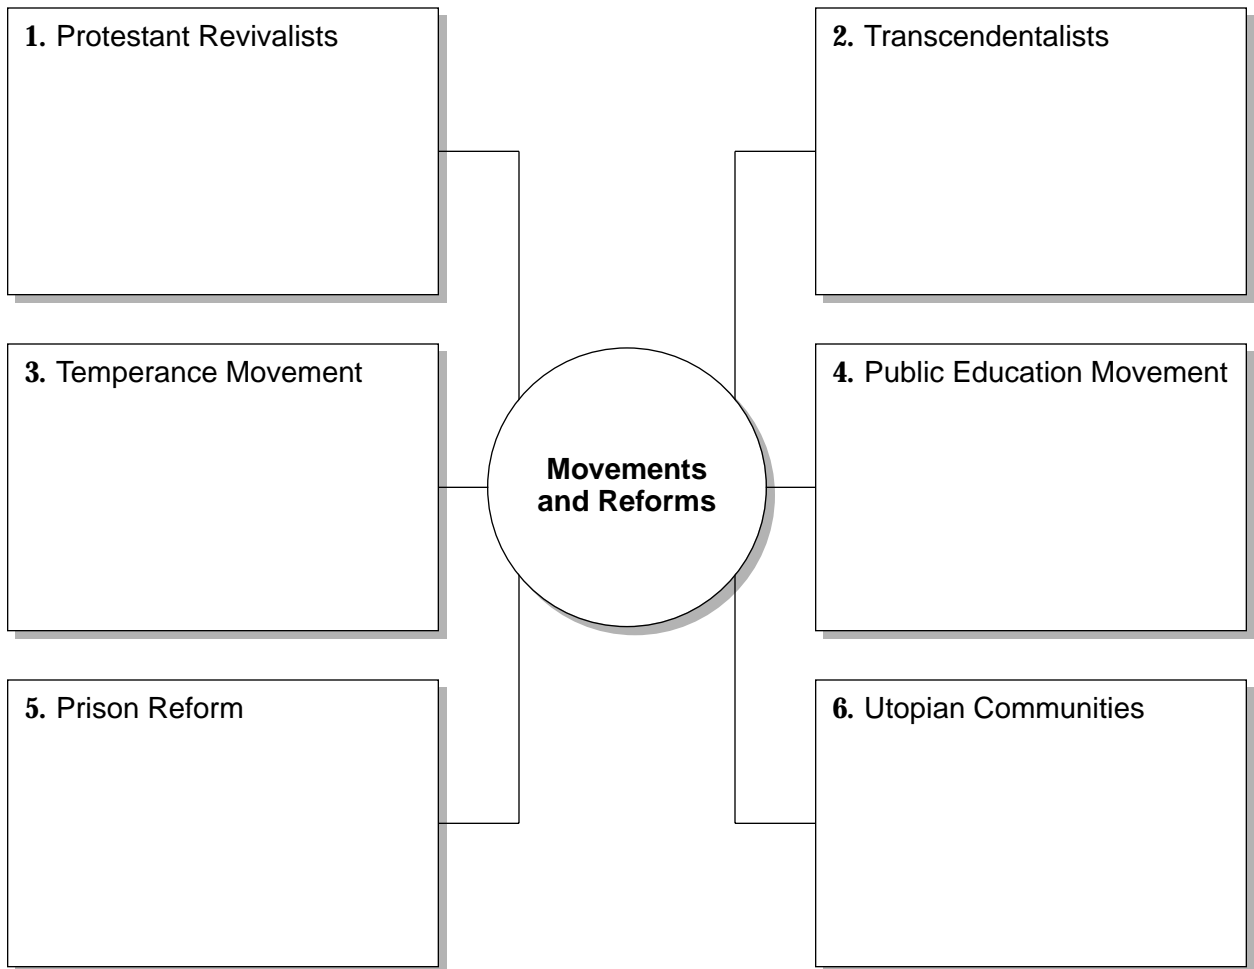 1. Protestant Revivalists
2. Transcendentalists
3. Temperance Movement
4. Public Education Movement
Movements
and Reforms
5. Prison Reform
6. Utopian Communities